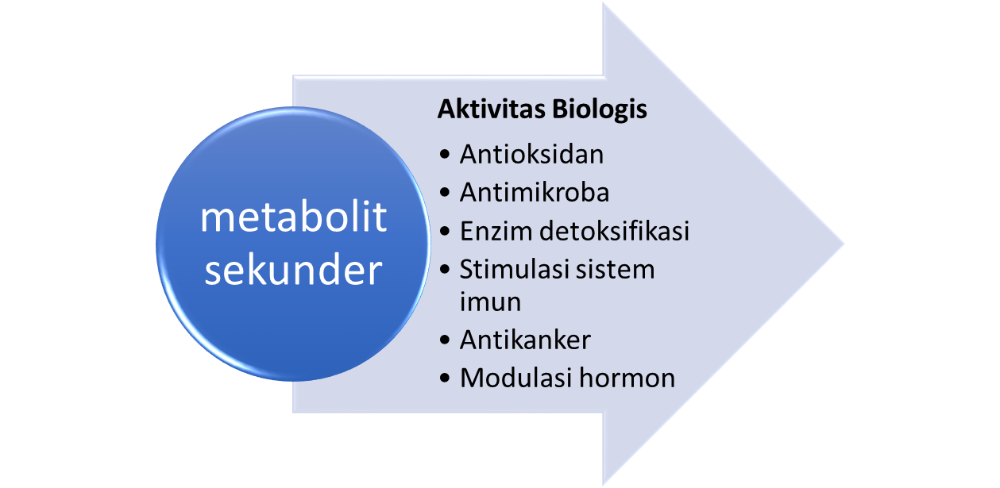 metabolit
sekunder
Aktivitas Biologis
• Antioksidan
• Antimikroba
• Enzim detoksifikasi
• Stimulasi sistem
imun
• Antikanker
• Modulasi hormon